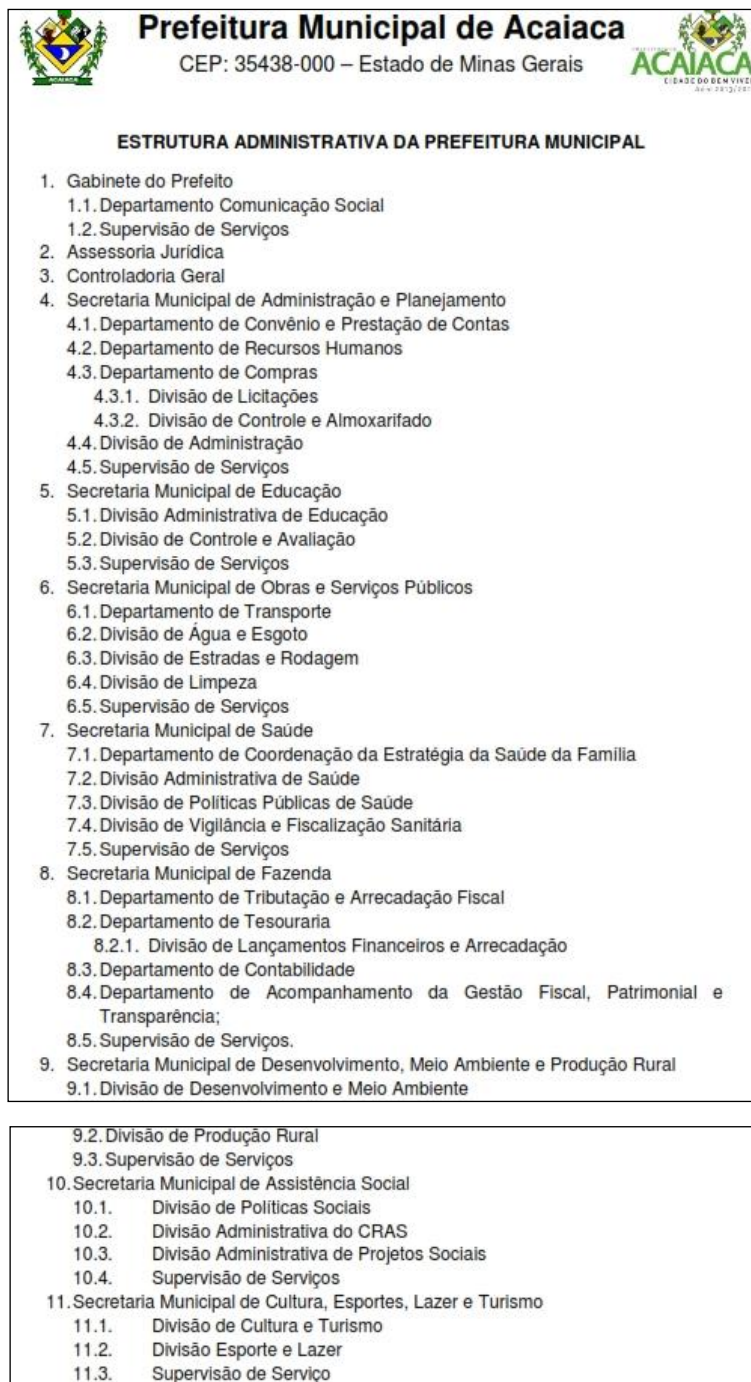 Prefeitura Municipal de Acaiaca
CEP: 35438-000 – Estado de Minas Gerais
ACAIACA
ACAIACA
CIDADE DO BEM VIVER
ESTRUTURA ADMINISTRATIVA DA PREFEITURA MUNICIPAL
1. Gabinete do Prefeito
1.1. Departamento Comunicação Social
1.2. Supervisão de Serviços
2. Assessoria Jurídica
3. Controladoria Geral
4. Secretaria Municipal de Administração e Planejamento
4.1. Departamento de Convênio e Prestação de Contas
4.2. Departamento de Recursos Humanos
4.3. Departamento de Compras
4.3.1. Divisão de Licitações
4.3.2. Divisão de Controle e Almoxarifado
4.4. Divisão de Administração
4.5. Supervisão de Serviços
5. Secretaria Municipal de Educação
5.1. Divisão Administrativa de Educação
5.2. Divisão de Controle e Avaliação
5.3. Supervisão de Serviços
6. Secretaria Municipal de Obras e Serviços Públicos
6.1. Departamento de Transporte
6.2. Divisão de Água e Esgoto
6.3. Divisão de Estradas e Rodagem
6.4. Divisão de Limpeza
6.5. Supervisão de Serviços
7. Secretaria Municipal de Saúde
7.1. Departamento de Coordenação da Estratégia da Saúde da Família
7.2. Divisão Administrativa de Saúde
7.3. Divisão de Políticas Públicas de Saúde
7.4. Divisão de Vigilância e Fiscalização Sanitária
7.5. Supervisão de Serviços
8. Secretaria Municipal de Fazenda
8.1. Departamento de Tributação e Arrecadação Fiscal
8.2. Departamento de Tesouraria
8.2.1. Divisão de Lançamentos Financeiros e Arrecadação
8.3. Departamento de Contabilidade
8.4. Departamento de Acompanhamento da Gestão Fiscal, Patrimonial e
Transparência;
8.5. Supervisão de Serviços.
9. Secretaria Municipal de Desenvolvimento, Meio Ambiente e Produção Rural
9.1. Divisão de Desenvolvimento e Meio Ambiente
9.2. Divisão de Produção Rural
9.3. Supervisão de Serviços
10. Secretaria Municipal de Assistência Social
10.1. Divisão de Políticas Sociais
10.2. Divisão Administrativa do CRAS
10.3. Divisão Administrativa de Projetos Sociais
10.4. Supervisão de Serviços
11. Secretaria Municipal de Cultura, Esportes, Lazer e Turismo
11.1. Divisão de Cultura e Turismo
11.2. Divisão Esporte e Lazer
11.3. Supervisão de Serviço